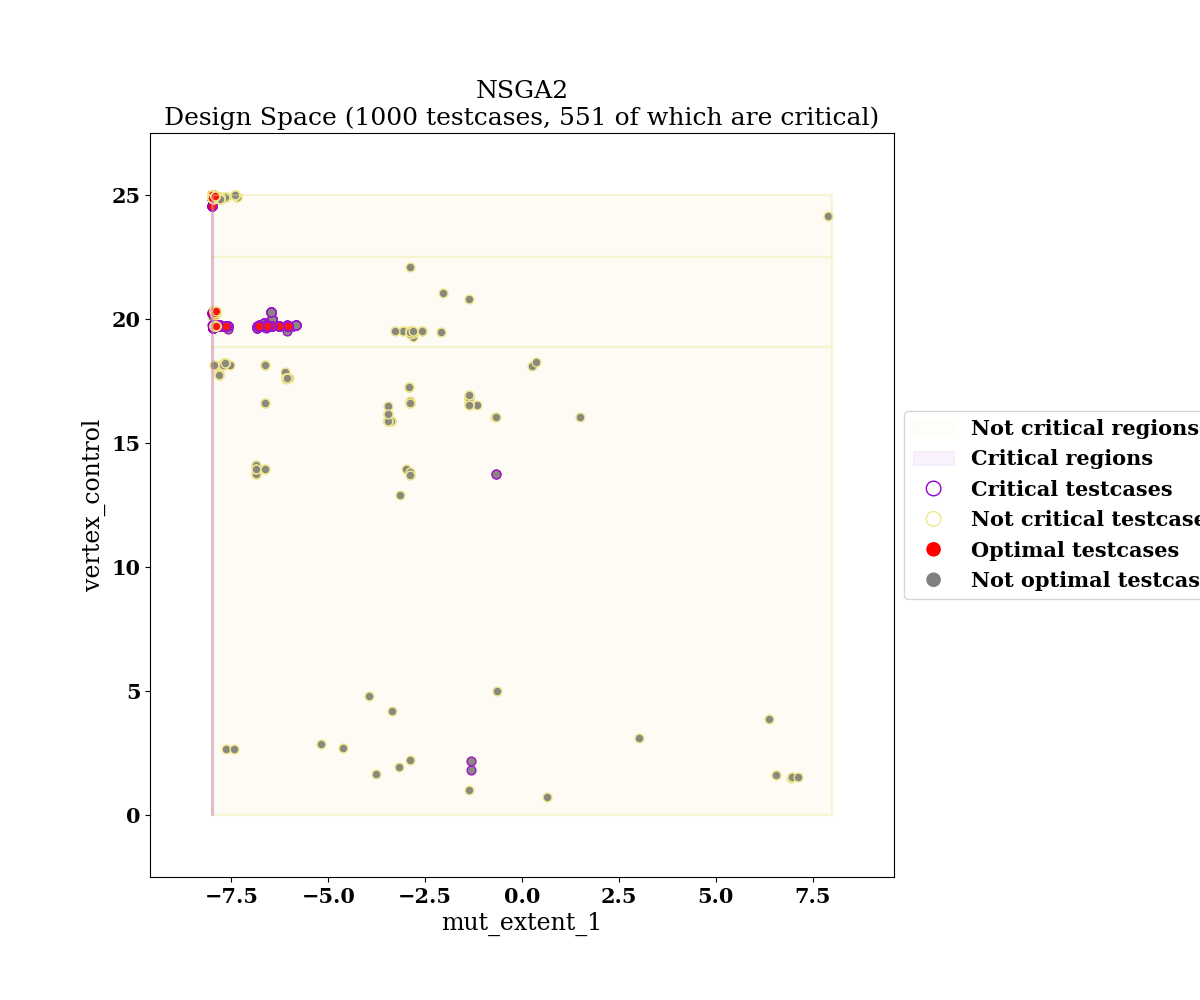 NSGA2
Design Space (1000 testcases, 551 of which are critical)
25
20
15
10
5
0
vertex_control
−7.5
−5.0
−2.5
0.0
2.5
5.0
7.5
mut_extent_1
Not critical regions
Critical regions
Critical testcases
Not critical testcase
Optimal testcases
Not optimal testcas